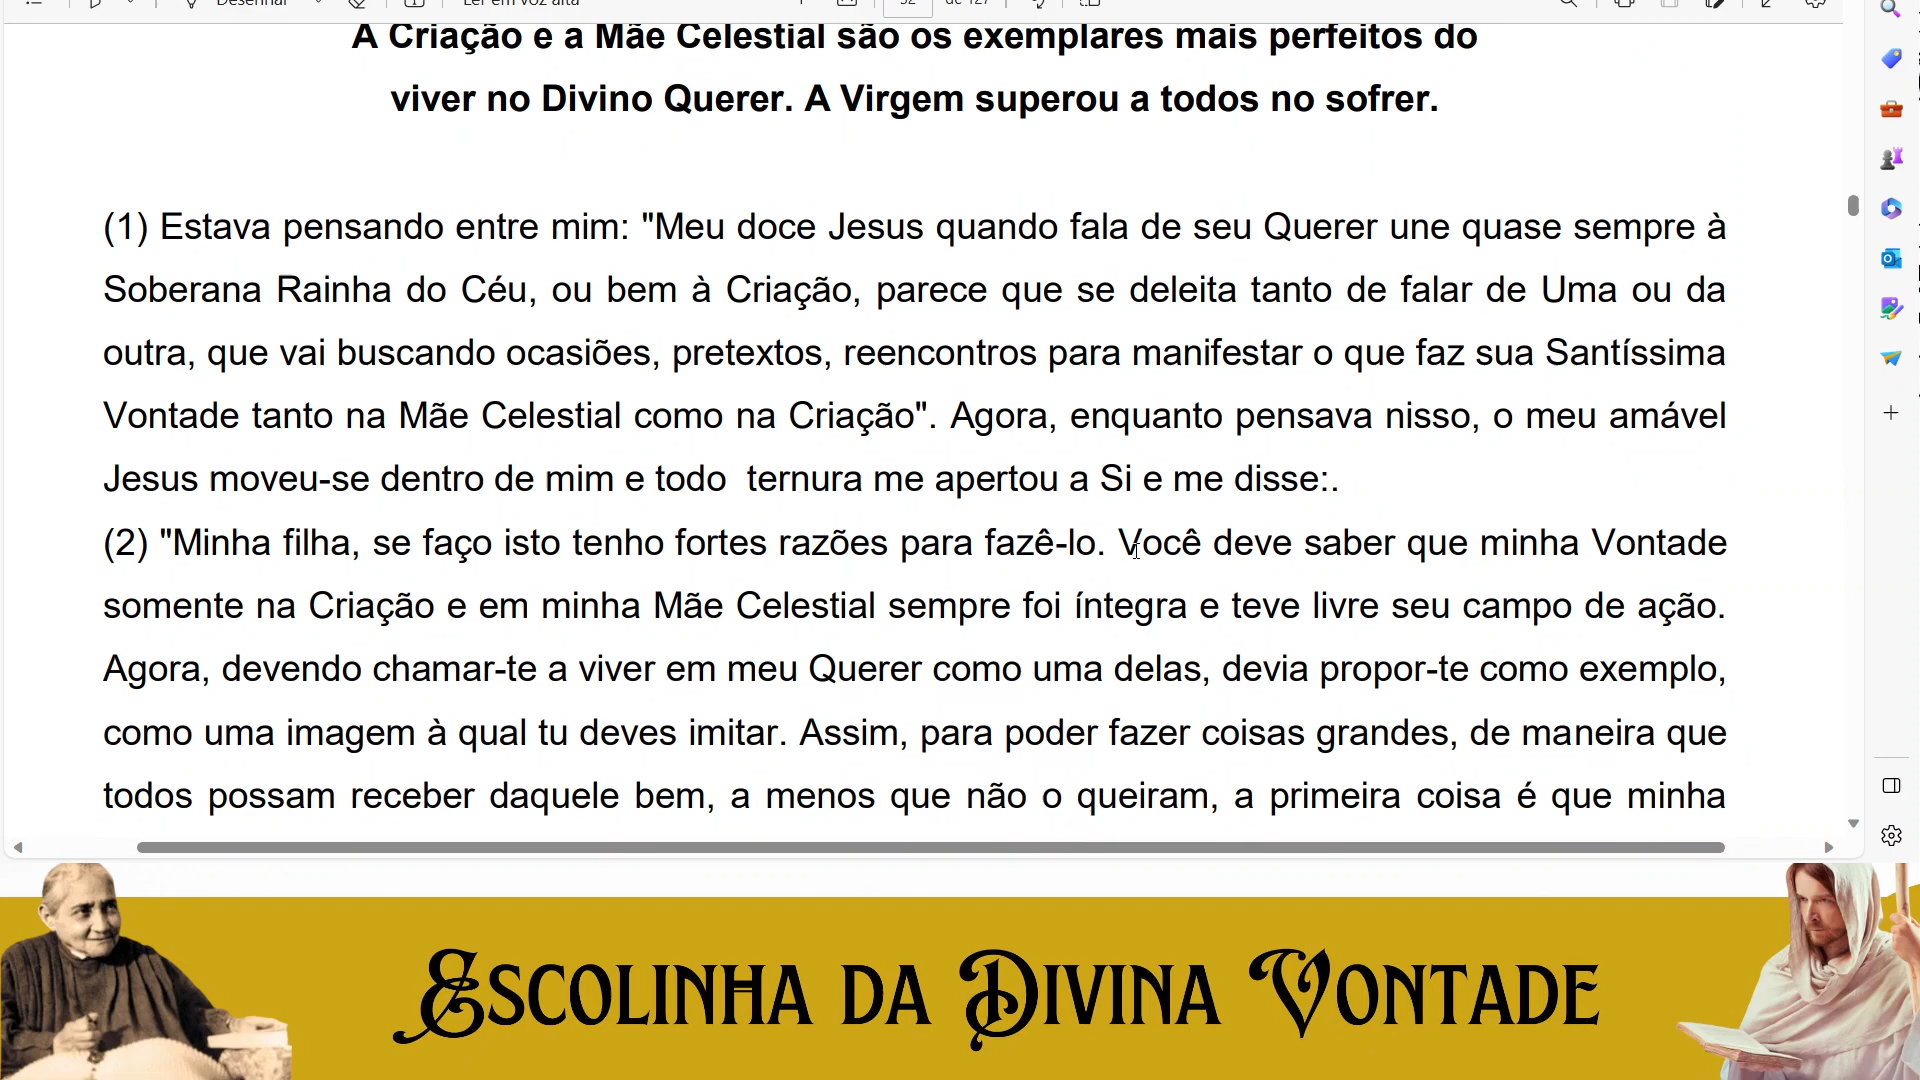 Desenhar
Ler em voz alta
52
de 127
A Criação e a Mãe Celestial são os exemplares mais perfeitos do
viver no Divino Querer. A Virgem superou a todos no sofrer.
(1) Estava pensando entre mim: "Meu doce Jesus quando fala de seu Querer une quase sempre à
Soberana Rainha do Céu, ou bem à Criação, parece que se deleita tanto de falar de Uma ou da
outra, que vai buscando ocasiões, pretextos, reencontros para manifestar o que faz sua Santíssima
Vontade tanto na Mãe Celestial como na Criação". Agora, enquanto pensava nisso, o meu amável
Jesus moveu-se dentro de mim e todo  ternura me apertou a Si e me disse:.
(2) "Minha filha, se faço isto tenho fortes razões para fazê-lo. Você deve saber que minha Vontade
somente na Criação e em minha Mãe Celestial sempre foi íntegra e teve livre seu campo de ação.
Agora, devendo chamar-te a viver em meu Querer como uma delas, devia propor-te como exemplo,
como uma imagem à qual tu deves imitar. Assim, para poder fazer coisas grandes, de maneira que
todos possam receber daquele bem, a menos que não o queiram, a primeira coisa é que minha
Escolinha da Divina Vontade